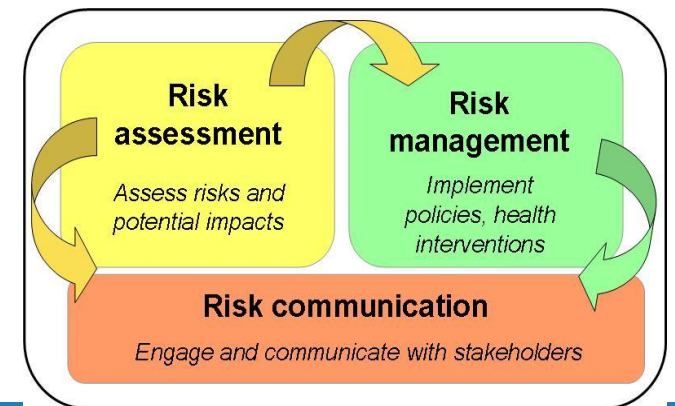 Risk
assessment
Assess risks and
potential impacts
Risk
management
Implement
policies, health
interventions
Risk communication
Engage and communicate with stakeholders